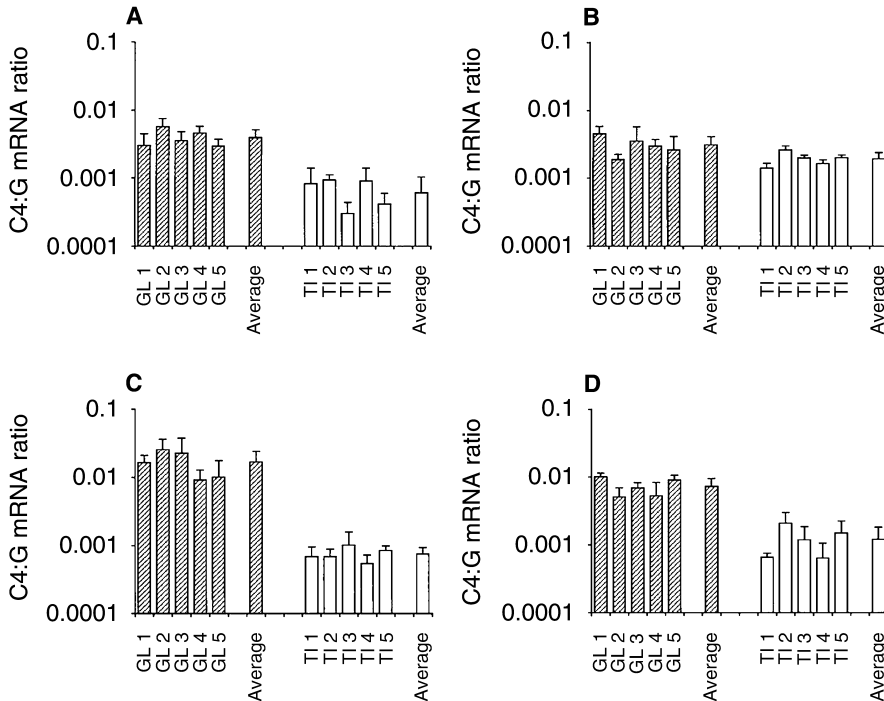 A
C4:G mRNA ratio
0.1
0.01
0.001
0.0001
GL 1
GL 2
GL 3
GL 4
GL 5
Average
TI 1
TI 2
TI 3
TI 4
TI 5
Average
B
C4:G mRNA ratio
0.1
0.01
0.001
0.0001
GL 1
GL 2
GL 3
GL 4
GL 5
Average
TI 1
TI 2
TI 3
TI 4
TI 5
Average
C
C4:G mRNA ratio
0.1
0.01
0.001
0.0001
GL 1
GL 2
GL 3
GL 4
GL 5
Average
TI 1
TI 2
TI 3
TI 4
TI 5
Average
D
C4:G mRNA ratio
0.1
0.01
0.001
0.0001
GL 1
GL 2
GL 3
GL 4
GL 5
Average
TI 1
TI 2
TI 3
TI 4
TI 5
Average